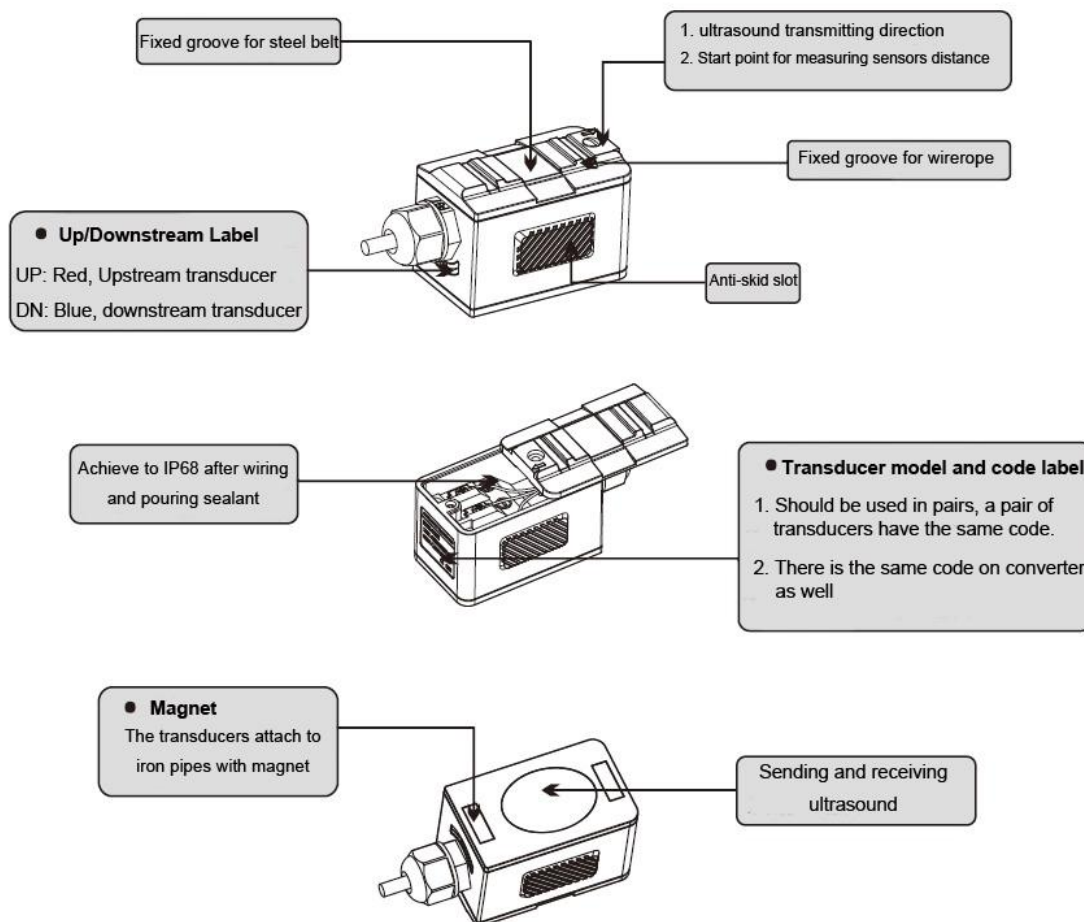 Fixed groove for steel belt
1. ultrasound transmitting direction
2. Start point for measuring sensors distance
Fixed groove for wirerope
● Up/Downstream Label
UP: Red, Upstream transducer
DN: Blue, downstream transducer
Anti-skid slot
Achieve to IP68 after wiring
and pouring sealant
● Transducer model and code label
1. Should be used in pairs, a pair of
transducers have the same code.
2. There is the same code on converter
as well
● Magnet
The transducers attach to
iron pipes with magnet
Sending and receiving
ultrasound